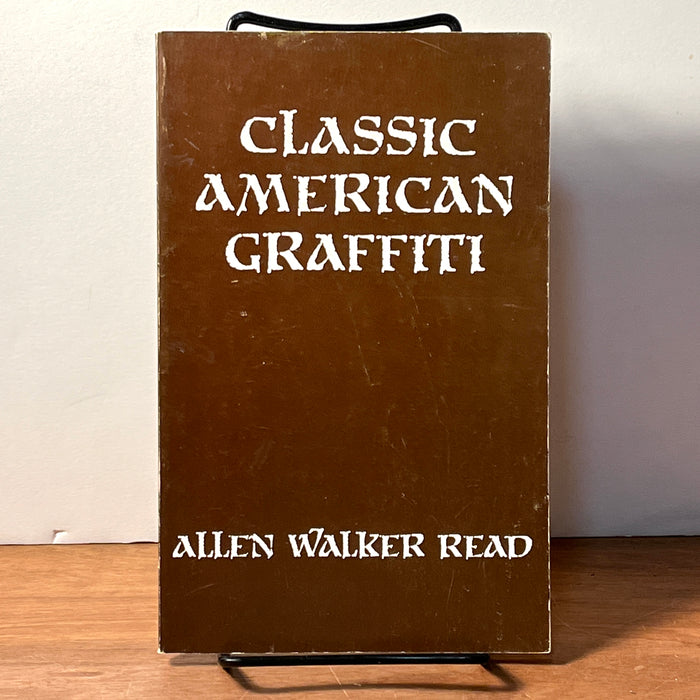 CLASSIC
AMERICAN
GRAFFITI
ALLEN WALKER READ